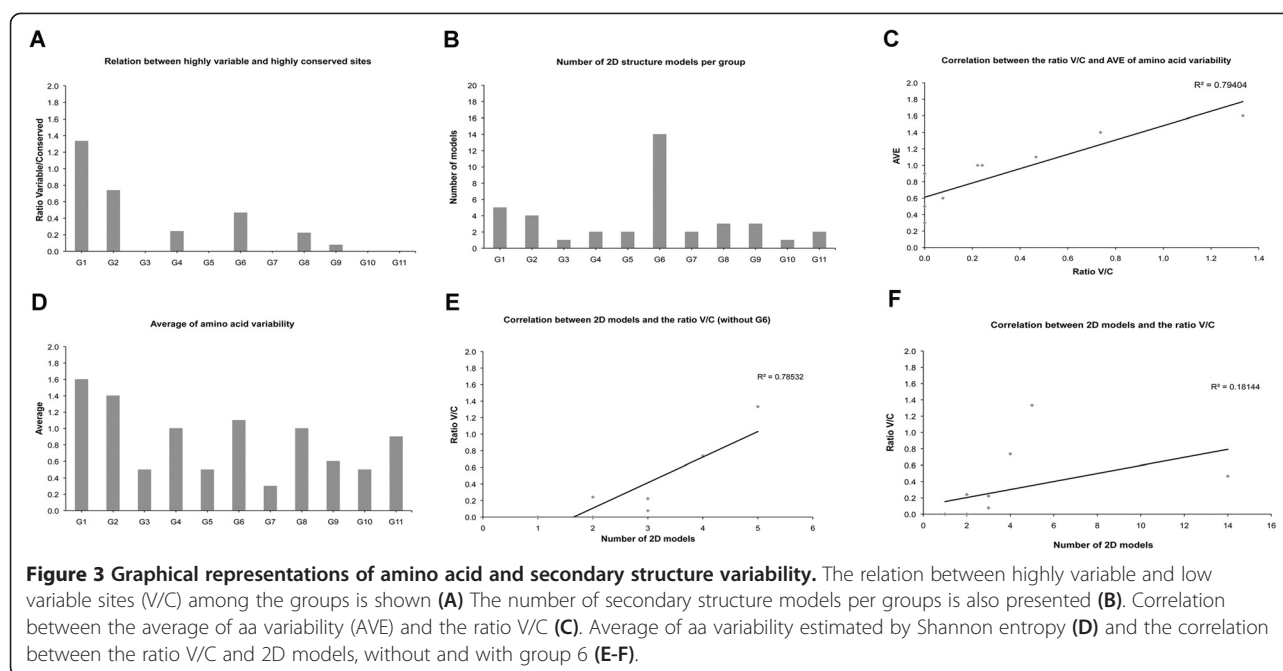 A
Relation between highly variable and highly conserved sites
Ratio Variable/Conserved
2.0
1.8
1.6
1.4
1.2
1.0
0.8
0.6
0.4
0.2
0.0
G1 G2 G3 G4 G5 G6 G7 G8 G9 G10 G11
B
Number of 2D structure models per group
Number of models
20
18
16
14
12
10
8
6
4
2
0
G1 G2 G3 G4 G5 G6 G7 G8 G9 G10 G11
C
Correlation between the ratio V/C and AVE of amino acid variability
R² = 0.79404
AVE
2.0
1.8
1.6
1.4
1.2
1.0
0.8
0.6
0.4
0.2
0.0
0.0 0.2 0.4 0.6 0.8 1.0 1.2 1.4
Ratio V/C
D
Average of amino acid variability
Average
2.0
1.8
1.6
1.4
1.2
1.0
0.8
0.6
0.4
0.2
0.0
G1 G2 G3 G4 G5 G6 G7 G8 G9 G10 G11
E
Correlation between 2D models and the ratio V/C (without G6)
R² = 0.78532
Ratio V/C
2.0
1.8
1.6
1.4
1.2
1.0
0.8
0.6
0.4
0.2
0.0
0 1 2 3 4 5 6
Number of 2D models
F
Correlation between 2D models and the ratio V/C
R² = 0.18144
Ratio V/C
2.0
1.8
1.6
1.4
1.2
1.0
0.8
0.6
0.4
0.2
0.0
0 2 4 6 8 10 12 14 16
Number of 2D models
Figure 3 Graphical representations of amino acid and secondary structure variability. The relation between highly variable and low
variable sites (V/C) among the groups is shown (A) The number of secondary structure models per groups is also presented (B). Correlation
between the average of aa variability (AVE) and the ratio V/C (C). Average of aa variability estimated by Shannon entropy (D) and the correlation
between the ratio V/C and 2D models, without and with group 6 (E-F).